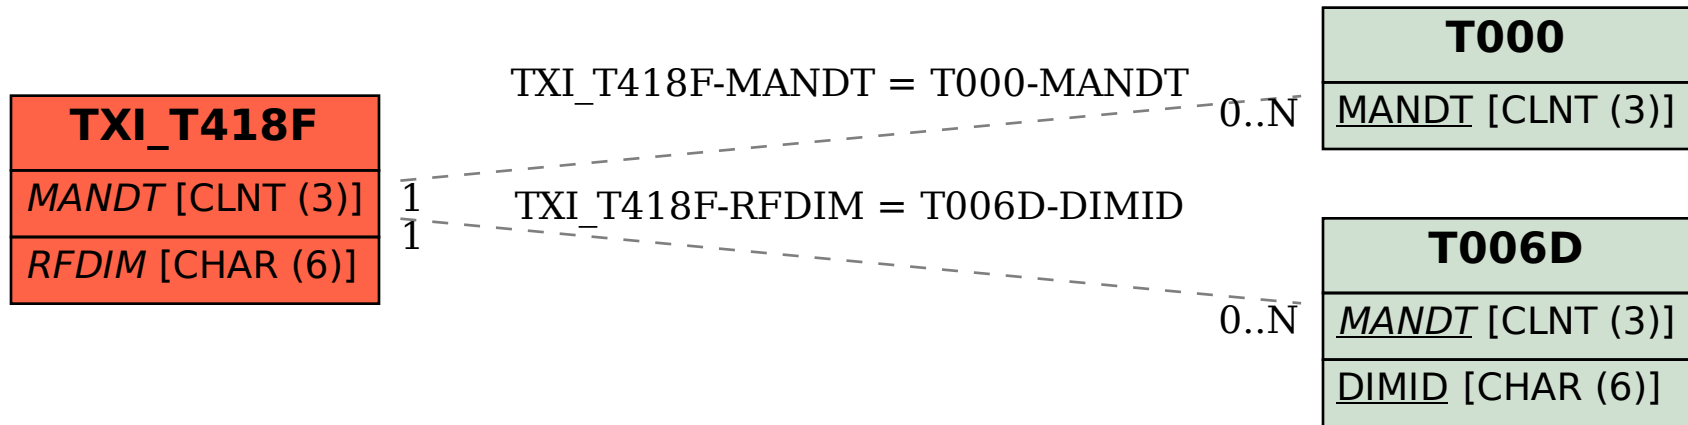 TXI_T418F
MANDT [CLNT (3)]
RFDIM [CHAR (6)]
TXI_T418F-MANDT = T000-MANDT
1
0..N
TXI_T418F-RFDIM = T006D-DIMID
1
0..N
T000
MANDT [CLNT (3)]
T006D
MANDT [CLNT (3)]
DIMID [CHAR (6)]